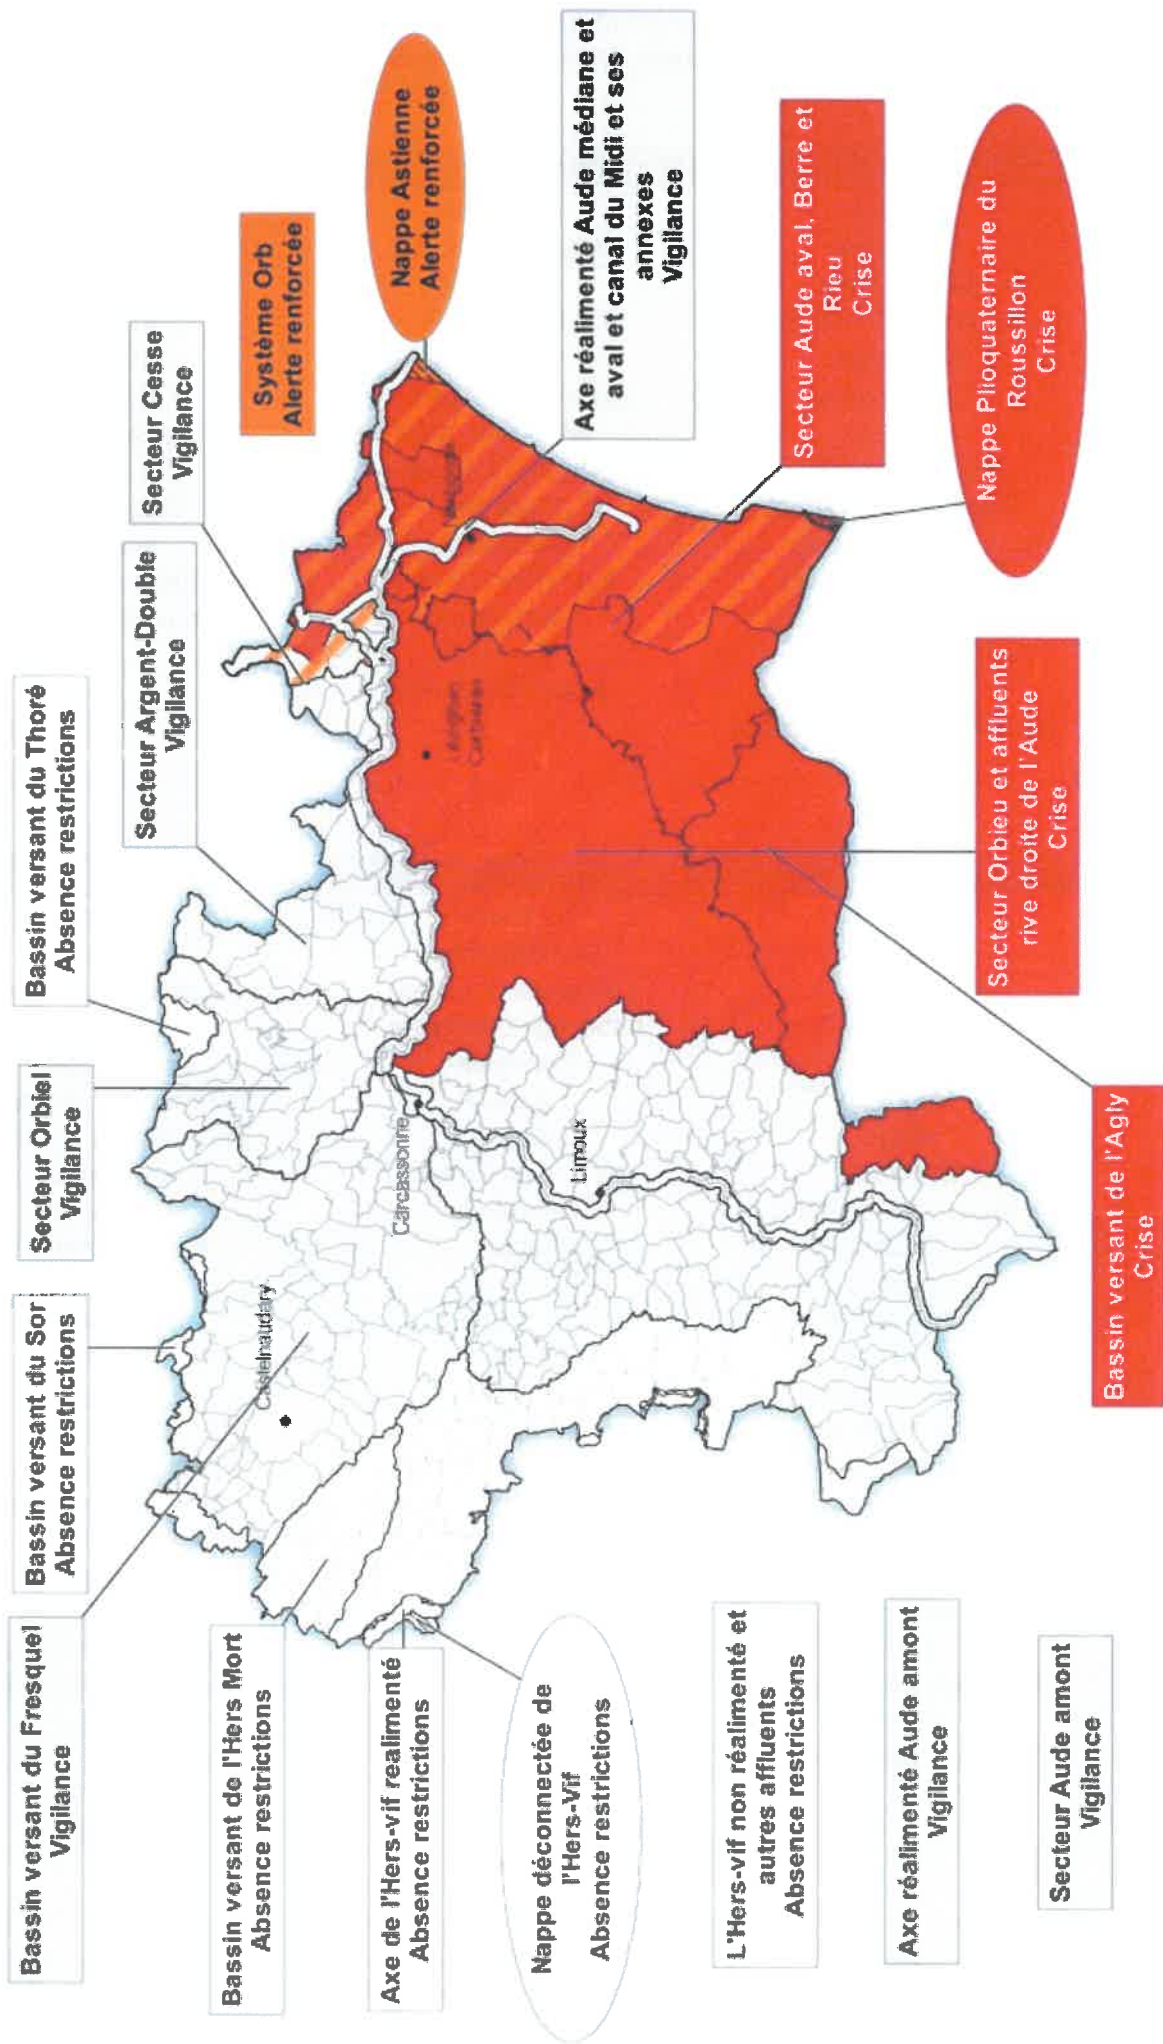 Bassin versant du Fresquel
Vigilance
Bassin versant du Sor
Absence restrictions
Secteur Orbiel
Vigilance
Bassin versant du Thoré
Absence restrictions
Secteur Argent-Double
Vigilance
Secteur Cesse
Vigilance
Système Orb
Alerte renforcée
Nappe Astienne
Alerte renforcée
Axe réalimenté Aude médiane et
aval et canal du Midi et ses
annexes
Vigilance
Secteur Aude aval, Berre et
Rieu
Crise
Nappe Plioquaternaire du
Roussillon
Crise
Secteur Orbieu et affluents
rive droite de l'Aude
Crise
Bassin versant de l'Agly
Crise
Bassin versant de l'Hers Mort
Absence restrictions
Axe de l'Hers-vif realimenté
Absence restrictions
Nappe déconnectée de
l'Hers-Vif
Absence restrictions
L'Hers-vif non réalimenté et
autres affluents
Absence restrictions
Axe réalimenté Aude amont
Vigilance
Secteur Aude amont
Vigilance
Castelnaudary
Carcassonne
Limoux